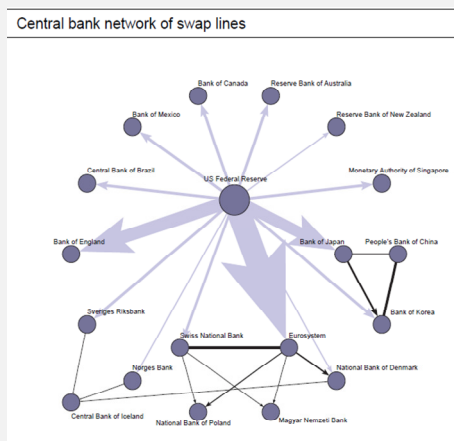 Central bank network of swap lines
Bank of Canada
Reserve Bank of Australia
Bank of Mexico
Reserve Bank of New Zealand
Central Bank of Brazil
US Federal Reserve
Monetary Authority of Singapore
Bank of England
Bank of Japan
People's Bank of China
Sveriges Riksbank
Bank of Korea
Swiss National Bank
Eurosystem
Norges Bank
National Bank of Denmark
Central Bank of Iceland
National Bank of Poland
Magyar Nemzeti Bank